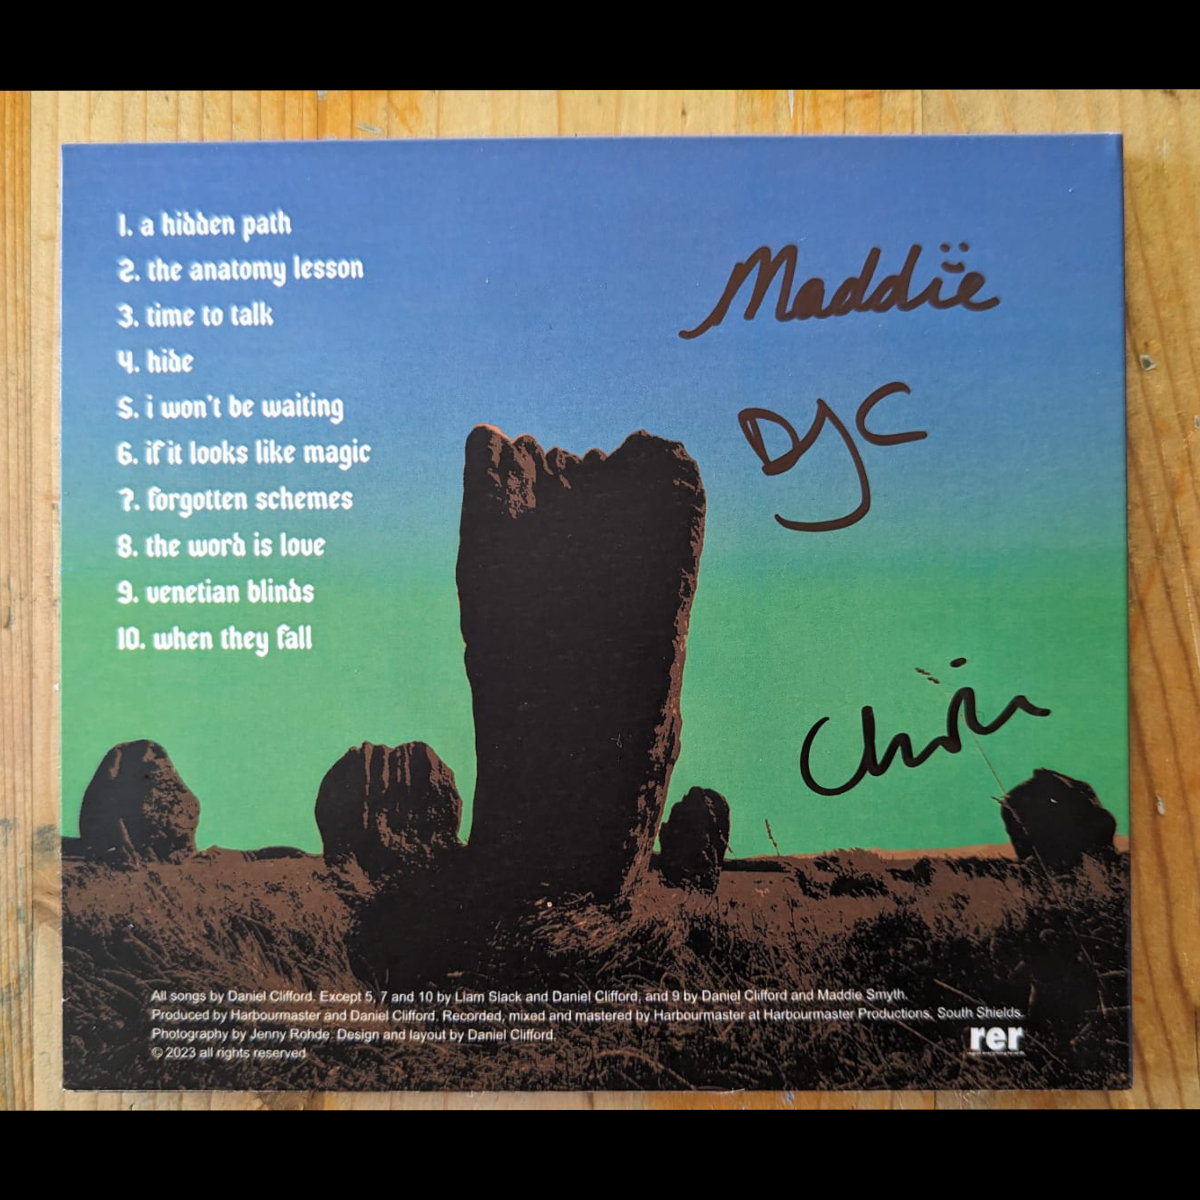 1. a hidden path
2. the anatomy lesson
3. time to talk
4. hide
5. i won't be waiting
6. if it looks like magic
7. forgotten schemes
8. the word is love
9. venetian blinds
10. when they fall
Maddie
DJC
Chris
All songs by Daniel Clifford. Except 5, 7 and 10 by Liam Slack and Daniel Clifford, and 9 by Daniel Clifford and Maddie Smyth.
Produced by Harbourmaster and Daniel Clifford. Recorded, mixed and mastered by Harbourmaster at Harbourmaster Productions, South Shields.
Photography by Jenny Rohde. Design and layout by Daniel Clifford.
© 2023 all rights reserved
rer